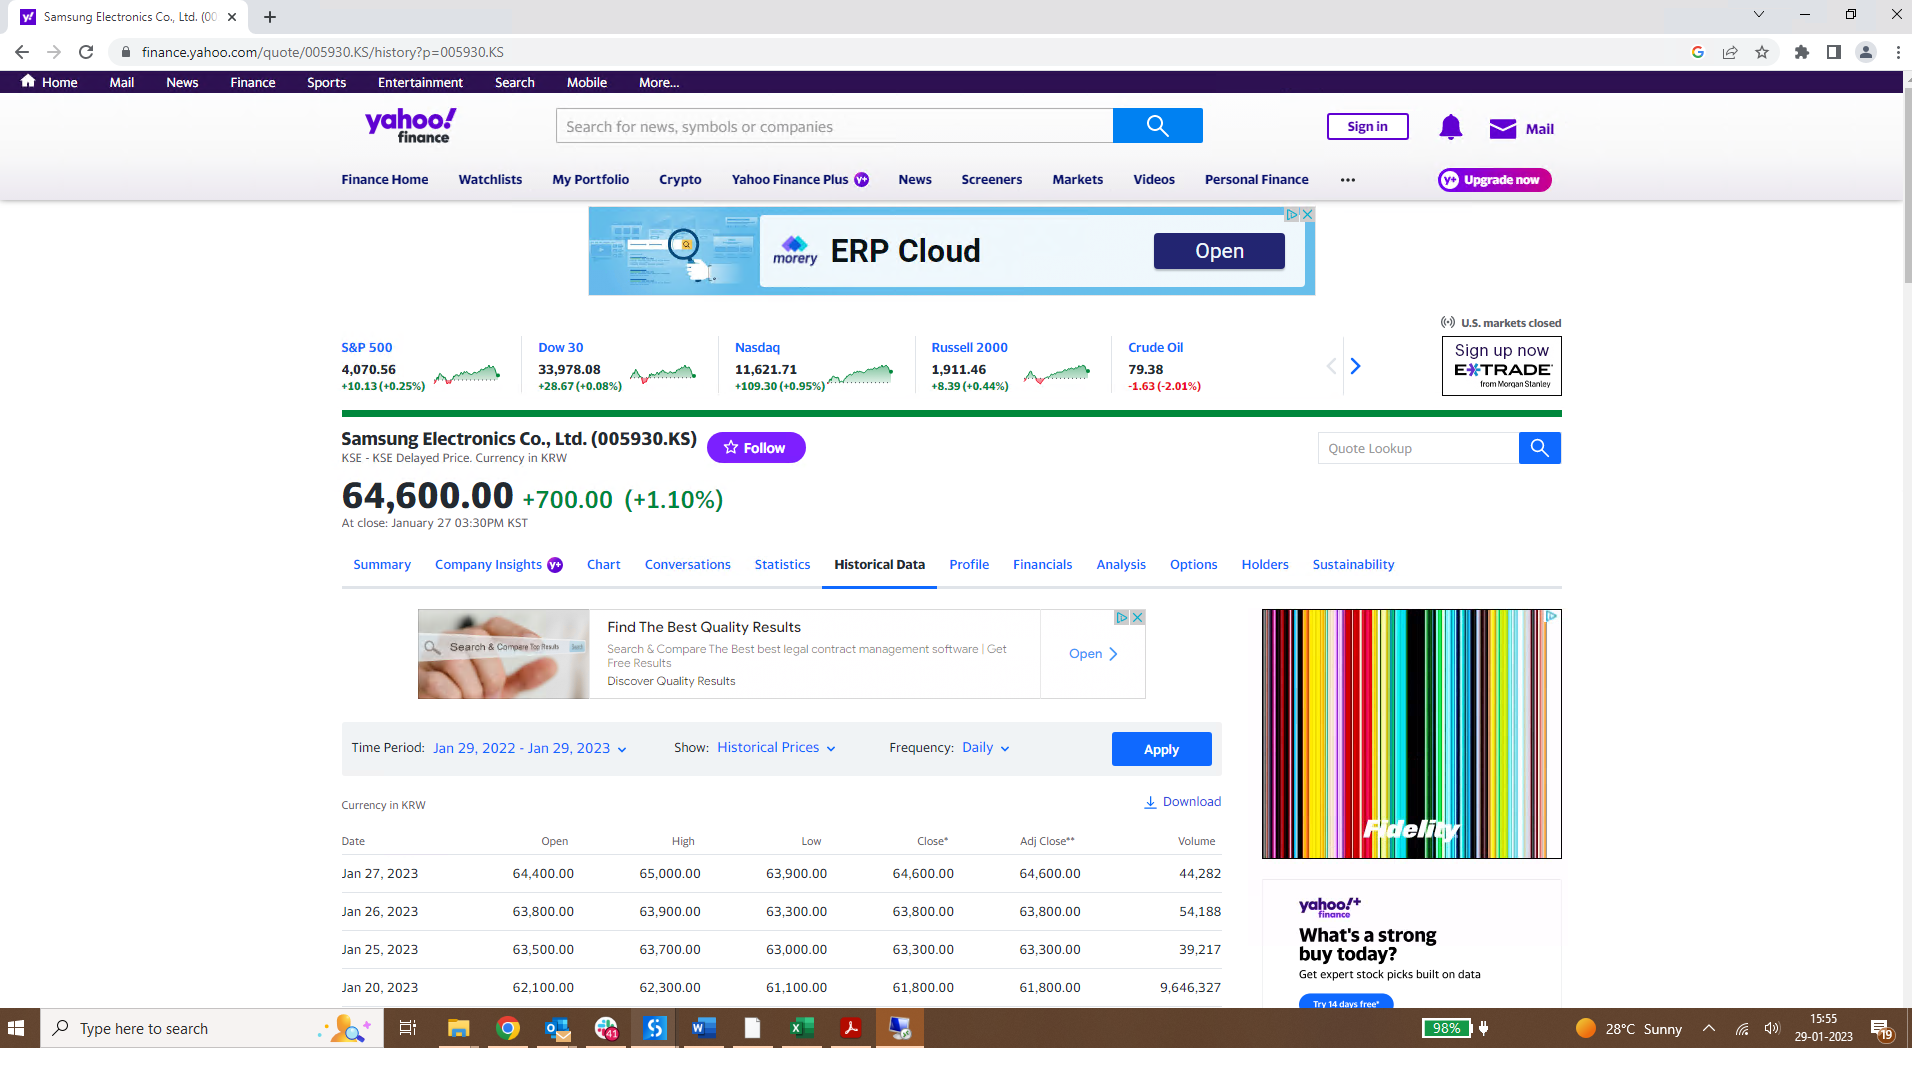 Samsung Electronics Co., Ltd. (00
finance.yahoo.com/quote/005930.KS/history?p=005930.KS
Home Mail News Finance Sports Entertainment Search Mobile More...
yahoo!
finance
Search for news, symbols or companies
Sign in
Mail
Finance Home Watchlists My Portfolio Crypto Yahoo Finance Plus News Screeners Markets Videos Personal Finance
Upgrade now
morery ERP Cloud Open
U.S. markets closed
S&P 500 Dow 30 Nasdaq Russell 2000 Crude Oil
4,070.56 33,978.08 11,621.71 1,911.46 79.38
+10.13 (+0.25%) +28.67 (+0.08%) +109.30 (+0.95%) +8.39 (+0.44%) -1.63 (-2.01%)
Sign up now
E*TRADE
from Morgan Stanley
Samsung Electronics Co., Ltd. (005930.KS) Follow
KSE - KSE Delayed Price. Currency in KRW
Quote Lookup
64,600.00 +700.00 (+1.10%)
At close: January 27 03:30PM KST
Summary Company Insights Chart Conversations Statistics Historical Data Profile Financials Analysis Options Holders Sustainability
Search & Compare Top Results
Find The Best Quality Results
Search & Compare The Best best legal contract management software | Get
Free Results
Discover Quality Results
Open
Time Period: Jan 29, 2022 - Jan 29, 2023 Show: Historical Prices Frequency: Daily Apply
Currency in KRW Download
Date Open High Low Close* Adj Close** Volume
Jan 27, 2023 64,400.00 65,000.00 63,900.00 64,600.00 64,600.00 44,282
Jan 26, 2023 63,800.00 63,900.00 63,300.00 63,800.00 63,800.00 54,188
Jan 25, 2023 63,500.00 63,700.00 63,000.00 63,300.00 63,300.00 39,217
Jan 20, 2023 62,100.00 62,300.00 61,100.00 61,800.00 61,800.00 9,646,327
Fidelity
yahoo!+
finance
What's a strong
buy today?
Get expert stock picks built on data
Try 14 days free*
Type here to search
41
98%
28°C Sunny
15:55
29-01-2023
19